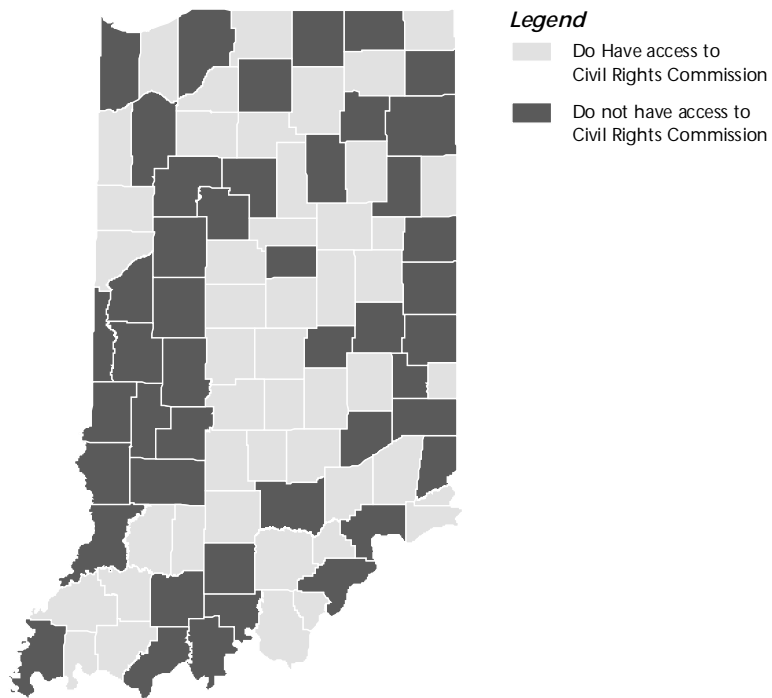 Legend
Do Have access to
Civil Rights Commission
Do not have access to
Civil Rights Commission